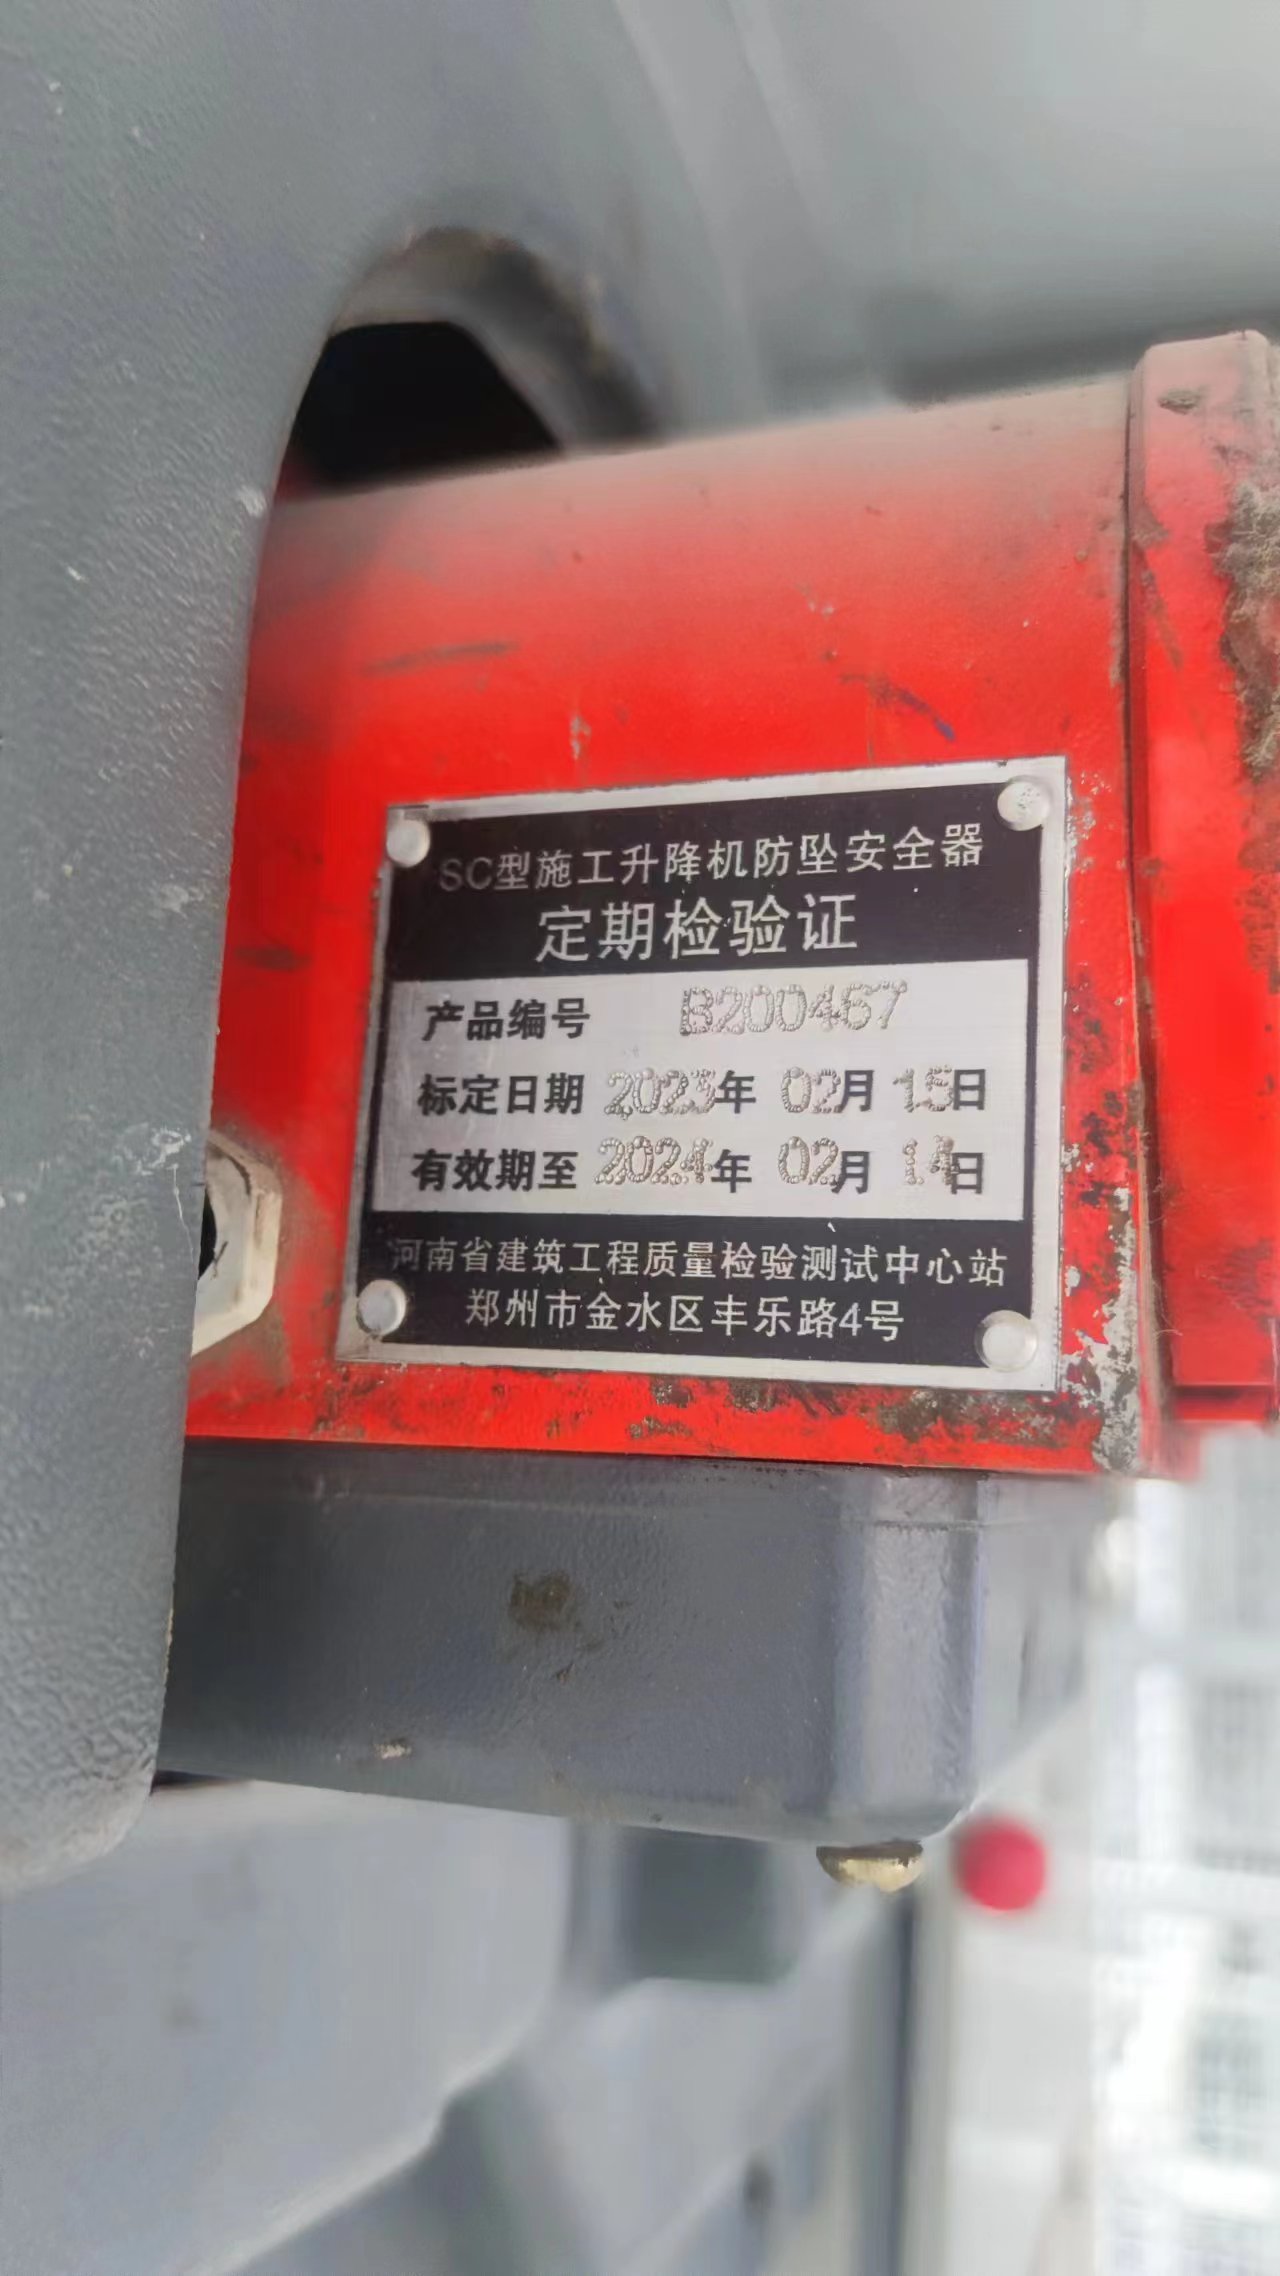 SC型施工升降机防坠安全器
定期检验证
产品编号 B200467
标定日期 2023年 02月 15日
有效期至 2024年 02月 14日
河南省建筑工程质量检验测试中心站
郑州市金水区丰乐路4号